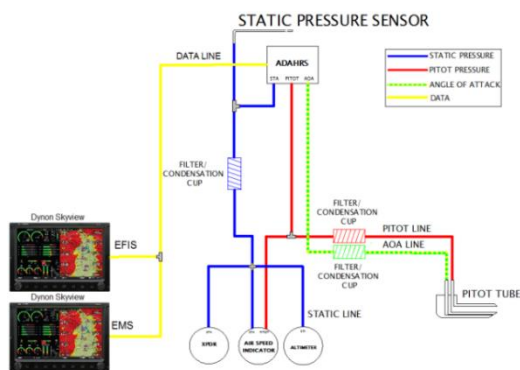 STATIC PRESSURE SENSOR
DATA LINE
ADAHRS
STA PITOT AOA
STATIC PRESSURE
PITOT PRESSURE
ANGLE OF ATTACK
DATA
FILTER/
CONDENSATION
CUP
FILTER/
CONDENSATION
CUP
PITOT LINE
AOA LINE
FILTER/
CONDENSATION
CUP
Dynon Skyview
EFIS
Dynon Skyview
EMS
PITOT TUBE
STATIC LINE
AIR SPEED
INDICATOR
ALTIMETER